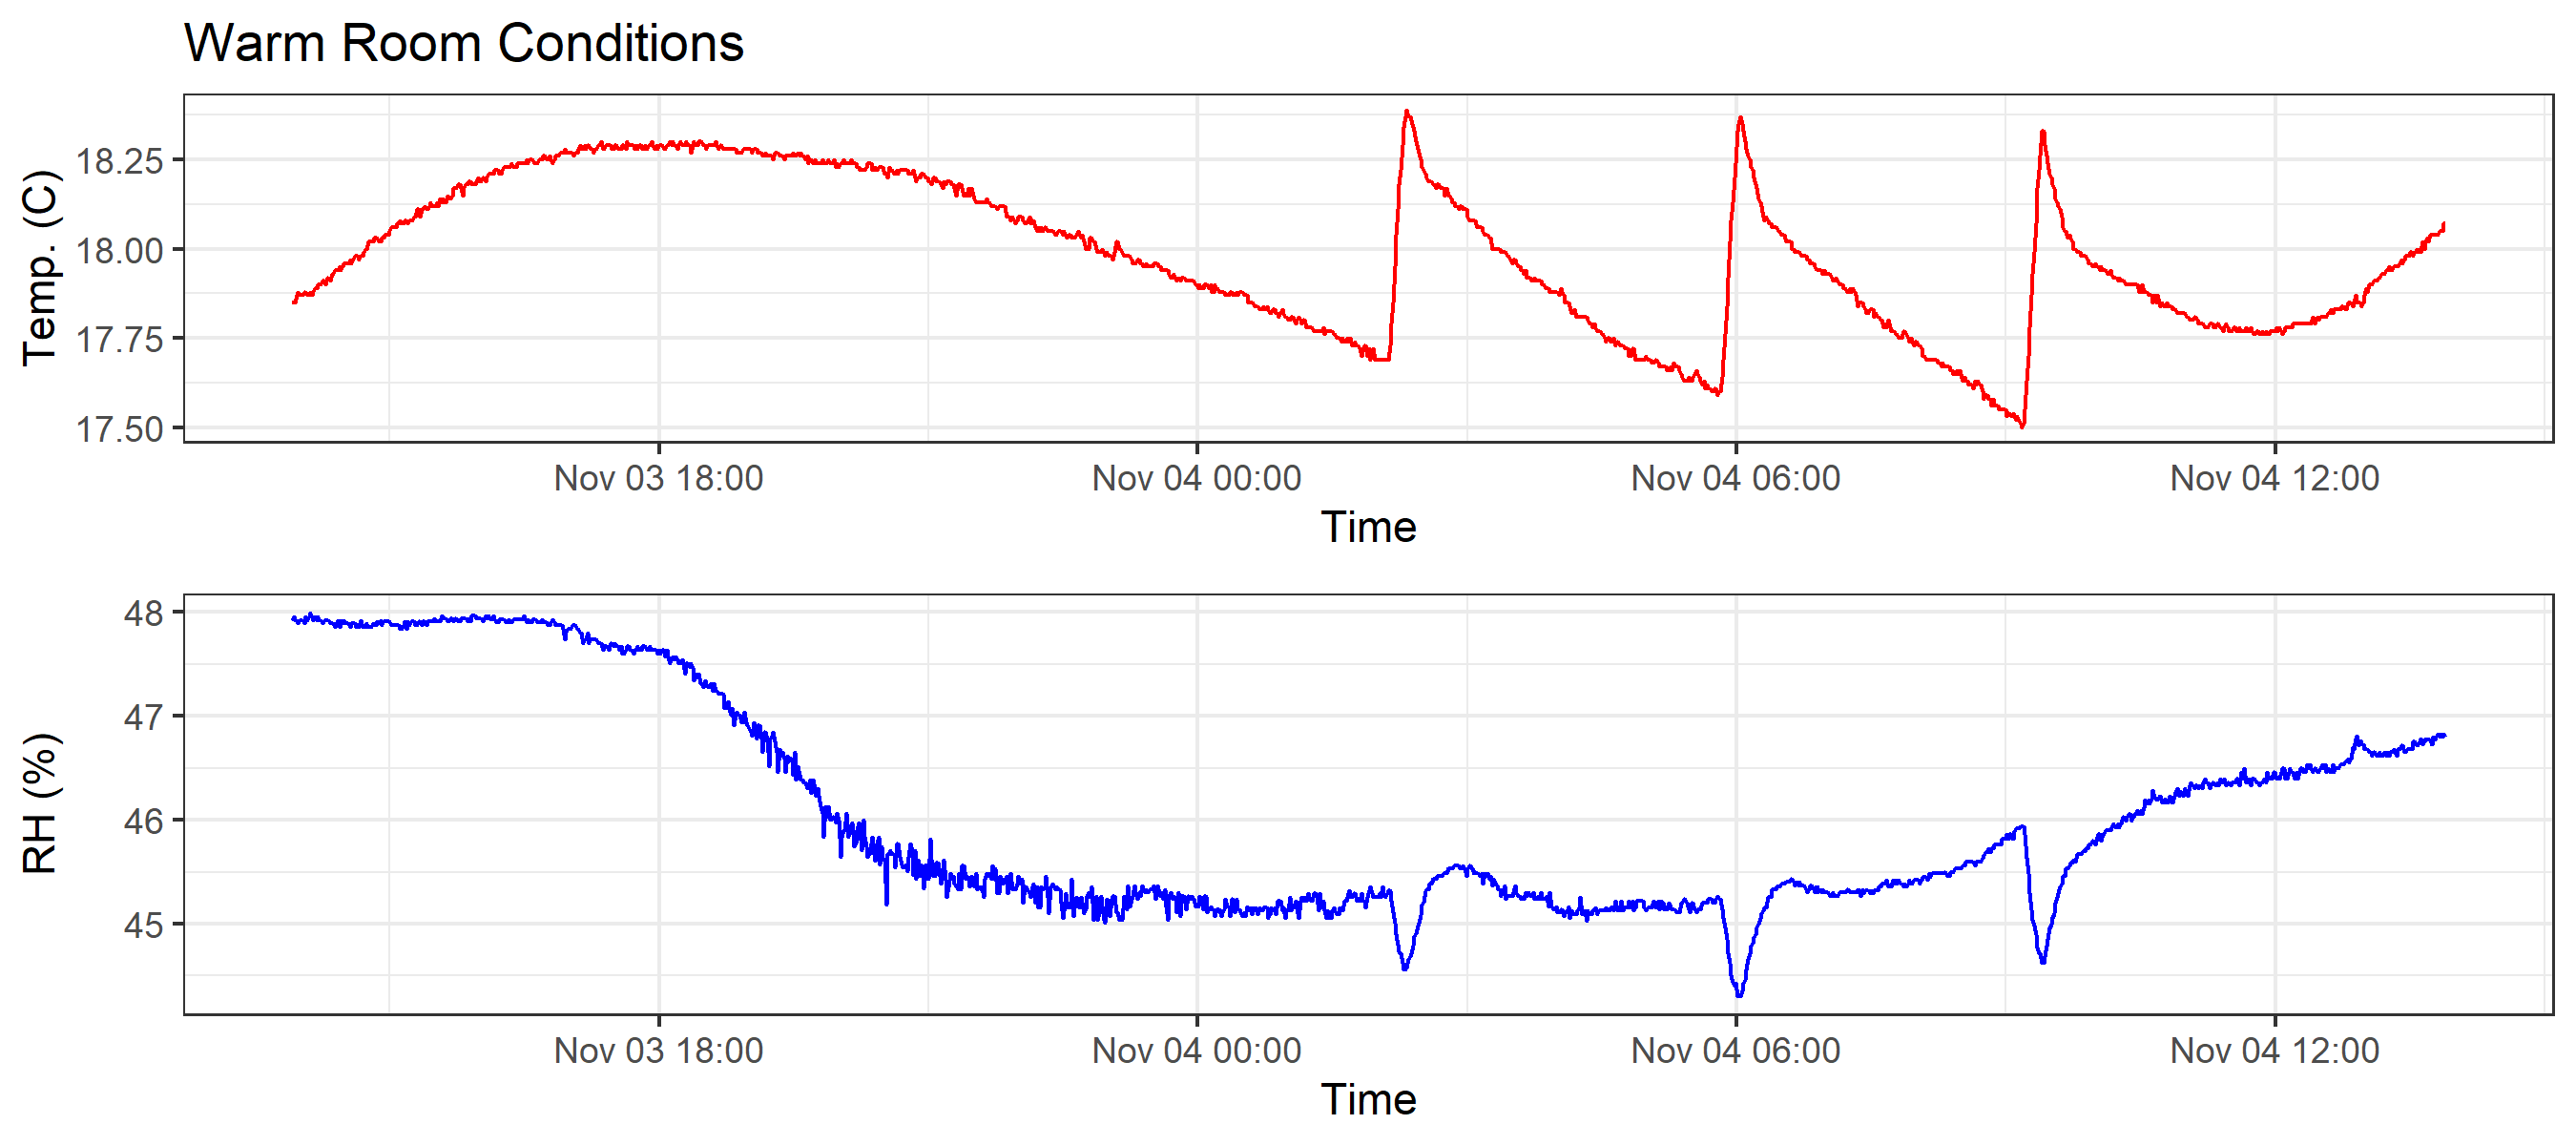 Warm Room Conditions
Temp. (C)
18.25
18.00
17.75
17.50
Nov 03 18:00 Nov 04 00:00 Nov 04 06:00 Nov 04 12:00
Time
RH (%)
48
47
46
45
Nov 03 18:00 Nov 04 00:00 Nov 04 06:00 Nov 04 12:00
Time